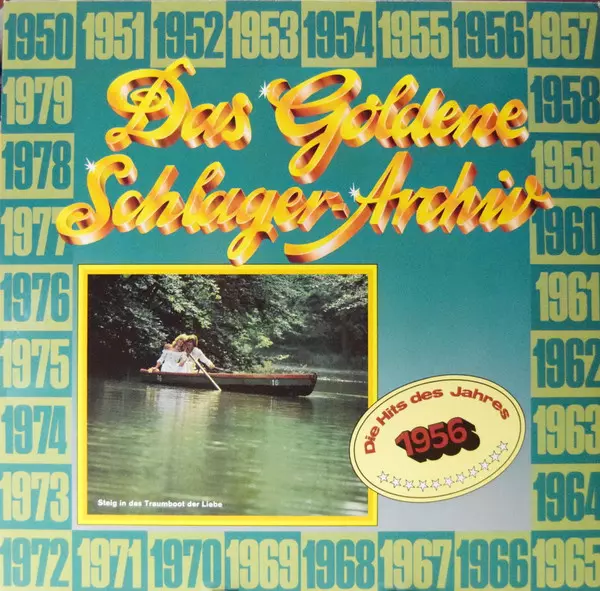 1950 1951 1952 1953 1954 1955 1956 1957
1979
1958
Das Goldene
1978
1959
Schlager-Archiv
1977
1960
1976
1961
1975
1962
Die Hits des Jahres
1956
16
1974
1963
1973
1964
Steig in das Traumboot der Liebe
1972 1971 1970 1969 1968 1967 1966 1965